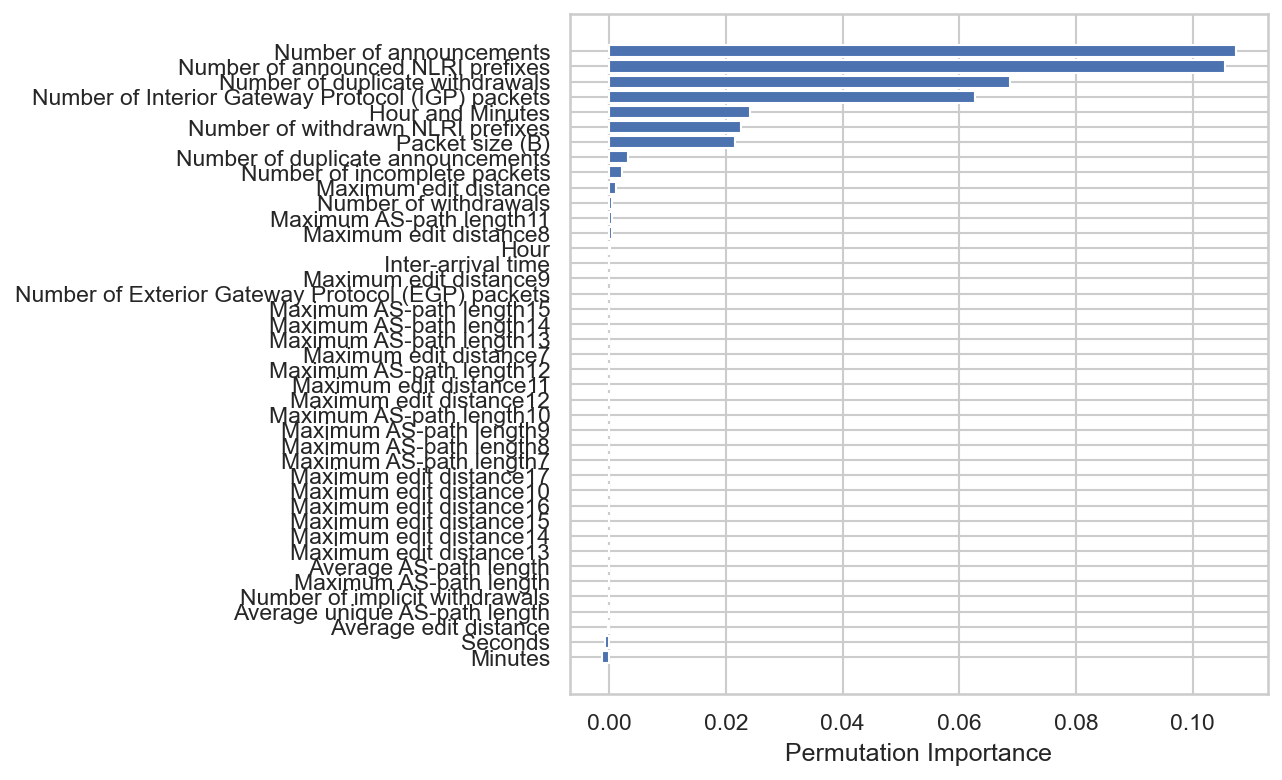 Number of announcements
Number of announced NLRI prefixes
Number of duplicate withdrawals
Number of Interior Gateway Protocol (IGP) packets
Hour and Minutes
Number of withdrawn NLRI prefixes
Packet size (B)
Number of duplicate announcements
Number of incomplete packets
Maximum edit distance
Number of withdrawals
Maximum AS-path length11
Maximum edit distance8
Hour
Inter-arrival time
Maximum edit distance9
Number of Exterior Gateway Protocol (EGP) packets
Maximum AS-path length15
Maximum AS-path length14
Maximum AS-path length13
Maximum edit distance7
Maximum AS-path length12
Maximum edit distance11
Maximum edit distance12
Maximum AS-path length10
Maximum AS-path length9
Maximum AS-path length8
Maximum AS-path length7
Maximum edit distance17
Maximum edit distance10
Maximum edit distance16
Maximum edit distance15
Maximum edit distance14
Maximum edit distance13
Average AS-path length
Maximum AS-path length
Number of implicit withdrawals
Average unique AS-path length
Average edit distance
Seconds
Minutes
0.00 0.02 0.04 0.06 0.08 0.10
Permutation Importance